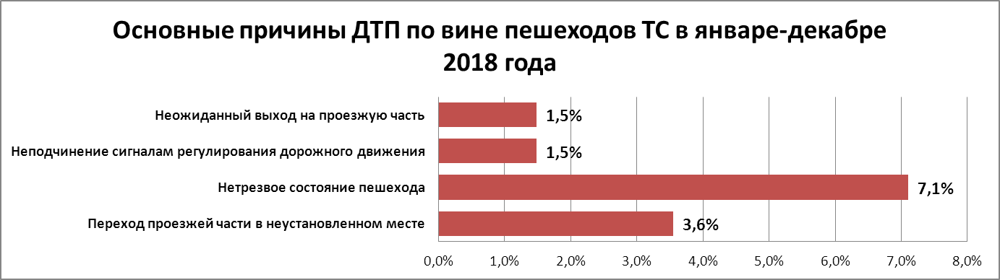 Основные причины ДТП по вине пешеходов ТС в январе-декабре
2018 года
Неожиданный выход на проезжую часть
1,5%
Неподчинение сигналам регулирования дорожного движения
1,5%
Нетрезвое состояние пешехода
7,1%
Переход проезжей части в неустановленном месте
3,6%
0,0% 1,0% 2,0% 3,0% 4,0% 5,0% 6,0% 7,0% 8,0%